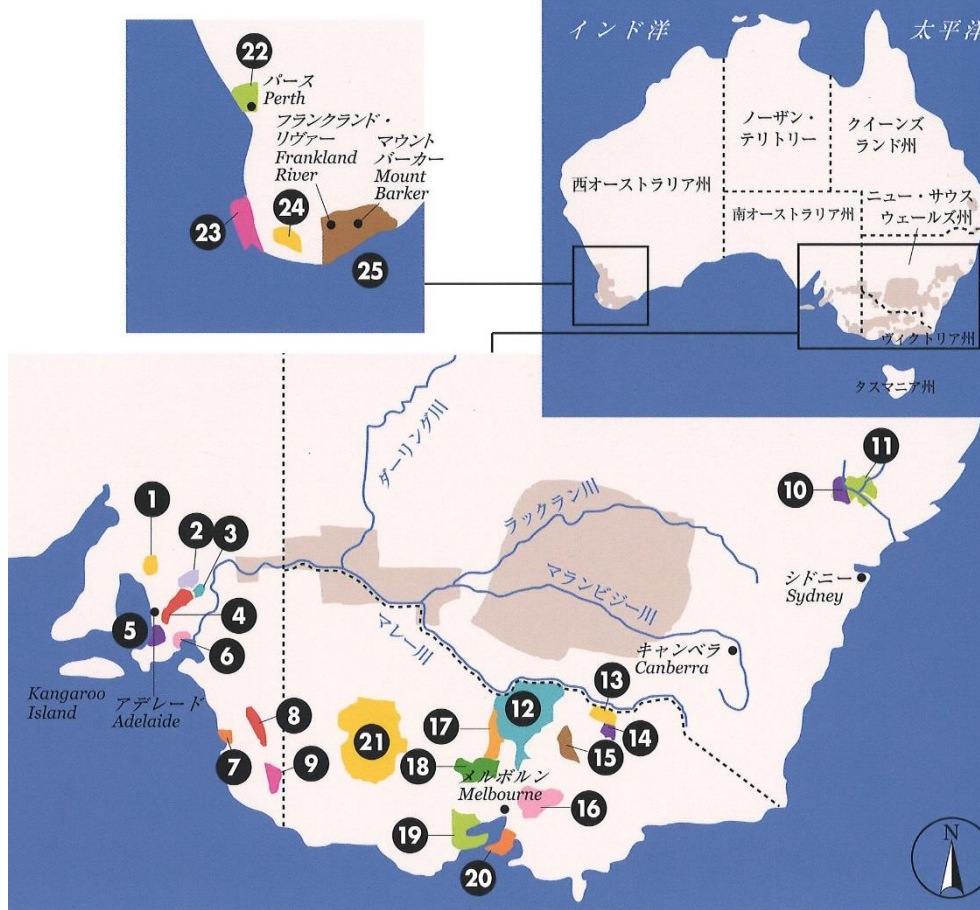 インド洋
太平洋
ノーザン・
テリトリー
クイーンズ
ランド州
西オーストラリア州
南オーストラリア州
ニュー・サウス
ウェールズ州
ヴィクトリア州
タスマニア州
22
パース
Perth
フランクランド・
リヴァー
Frankland
River
マウント
バーカー
Mount
Barker
23
24
25
ダーリング川
ラックラン川
マランビジー川
マレー川
1
2
3
4
5
6
Kangaroo
Island
アデレード
Adelaide
7
8
9
10
11
シドニー
Sydney
キャンベラ
Canberra
12
13
14
15
16
17
18
メルボルン
Melbourne
19
20
21
N